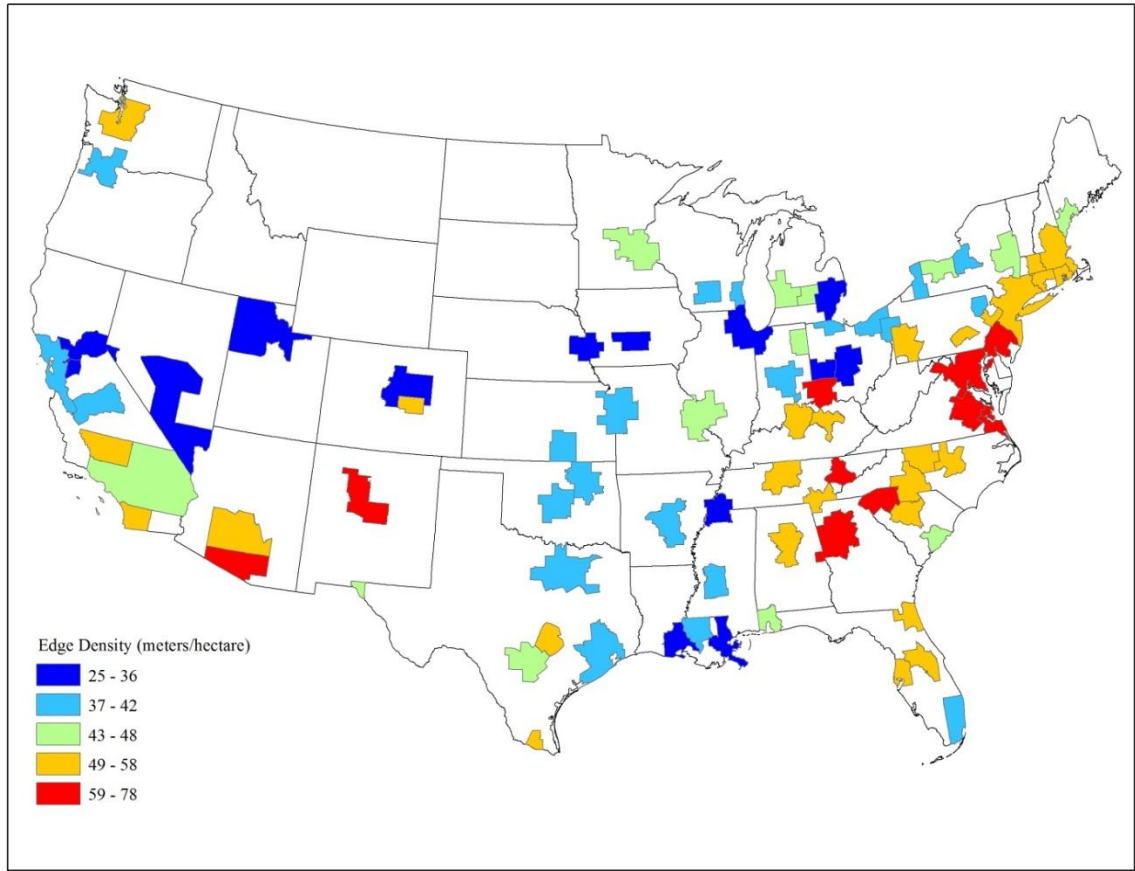 Edge Density (meters/hectare)
25 - 36
37 - 42
43 - 48
49 - 58
59 - 78